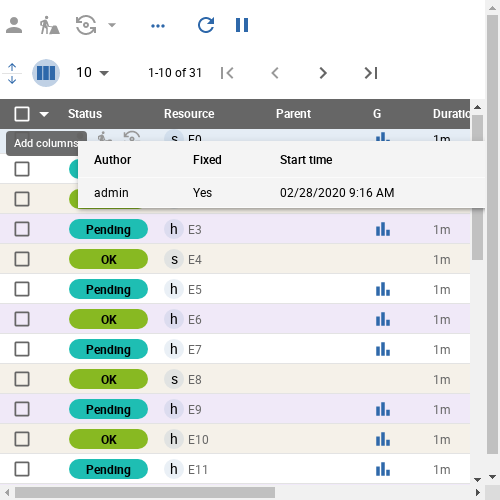 10 1-10 of 31
Status Resource Parent G Duratio
Add columns s E0 1m
Author Fixed Start time
admin Yes 02/28/2020 9:16 AM
Pending h E3 1m
OK s E4 1m
Pending h E5 1m
OK h E6 1m
Pending h E7 1m
OK s E8 1m
Pending h E9 1m
OK h E10 1m
Pending h E11 1m